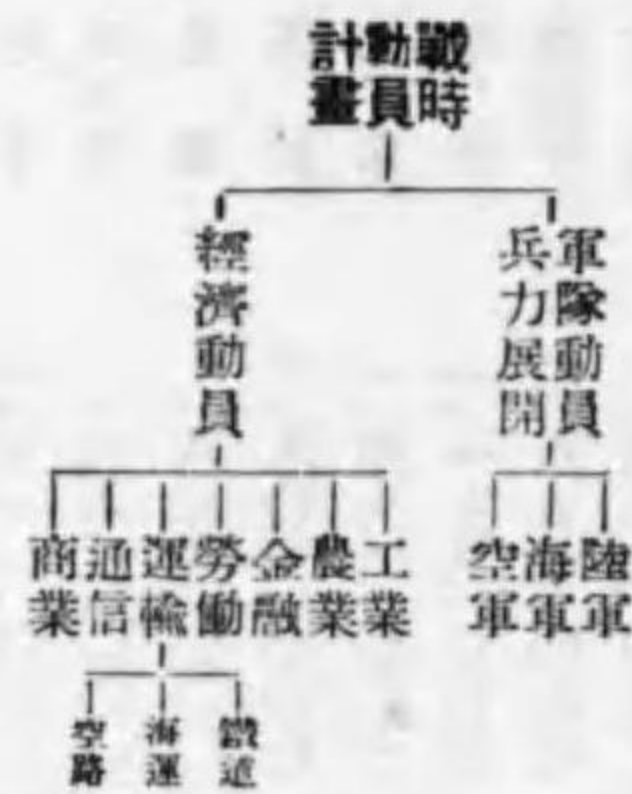 戰時動員計畫
軍隊動員
兵力展開
陸軍
海軍
空軍
經濟動員
工業
農業
金融
勞働
運輸
通信
商業
鐵道
海運
空路